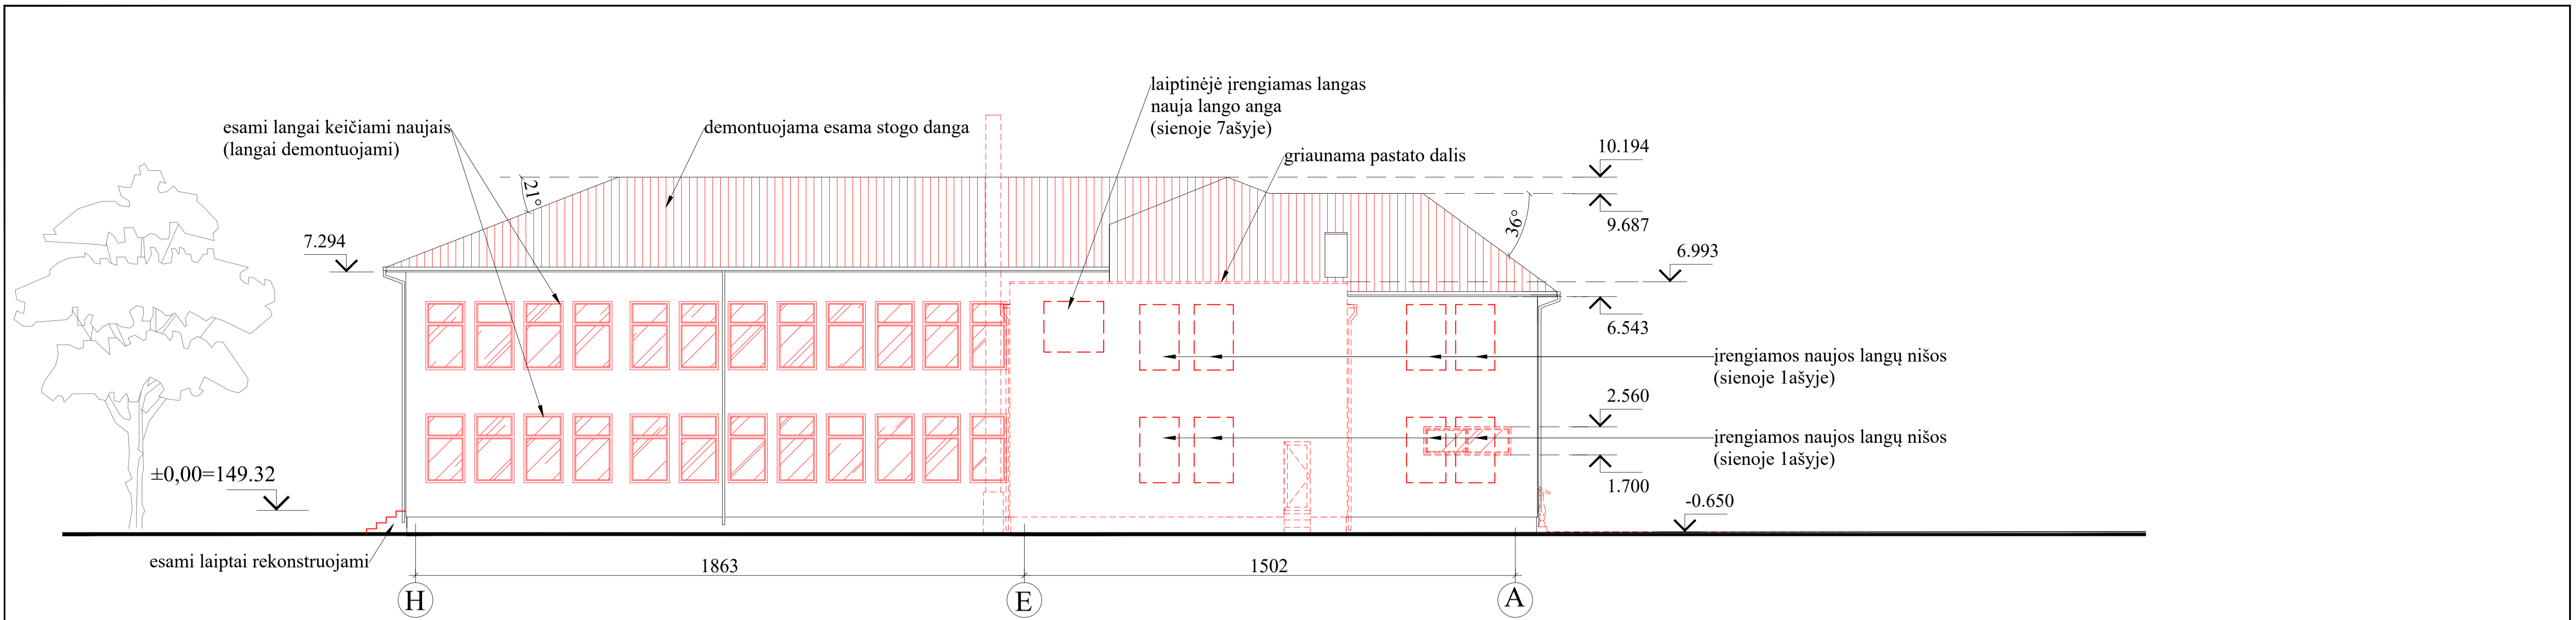 laiptinėjė įrengiamas langas
nauja lango anga
(sienoje 7ašyje)
esami langai keičiami naujais
(langai demontuojami)
demontuojama esama stogo danga
griaunama pastato dalis
10.194
21°
36°
9.687
7.294
6.993
6.543
įrengiamos naujos langų nišos
(sienoje 1ašyje)
2.560
įrengiamos naujos langų nišos
(sienoje 1ašyje)
1.700
±0,00=149.32
-0.650
esami laiptai rekonstruojami
1863
1502
H
E
A